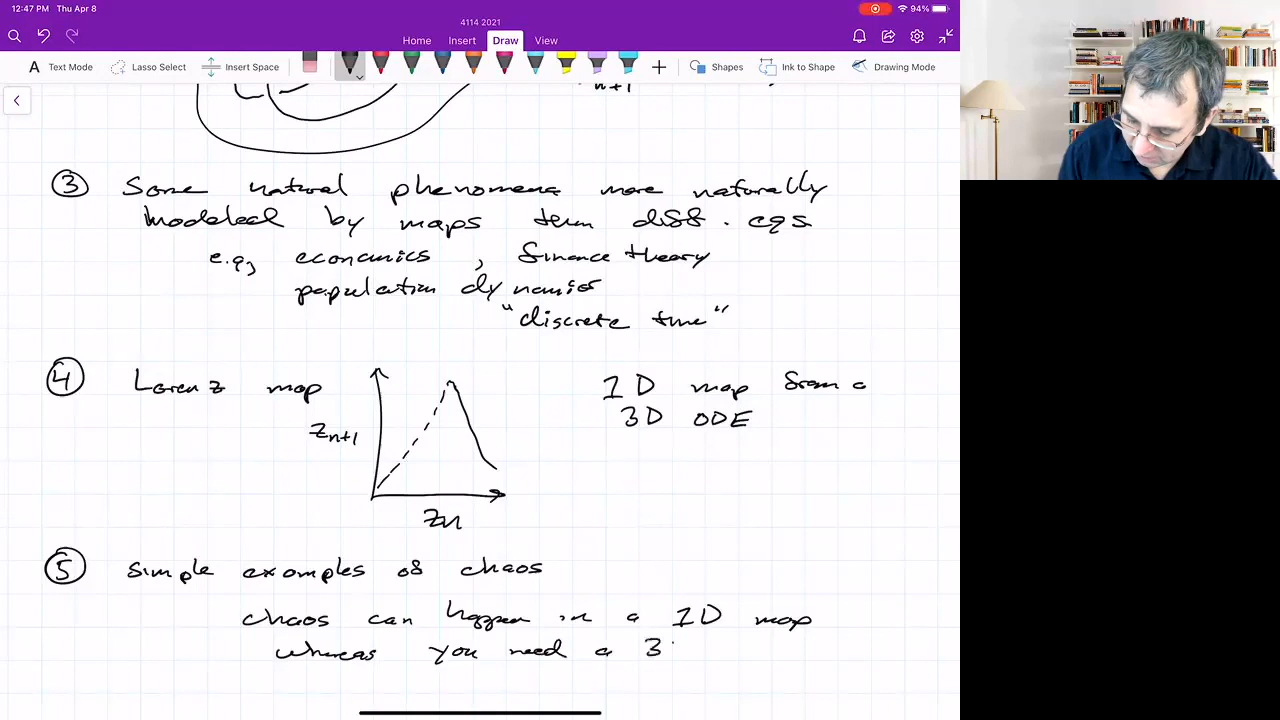 12:47 PM Thu Apr 8
94%
4114 2021
Home Insert Draw View
Text Mode Lasso Select Insert Space Shapes Ink to Shape Drawing Mode
n+1
③ Some natural phenomena more naturally
modeled by maps than diff. eqs
e.g., economics, finance theory
population dynamics
"discrete time"
④ Lorenz map
1D map from a
3D ODE
Zn+1
Zn
⑤ simple examples of chaos
chaos can happen in a 1D map
whereas you need a 3